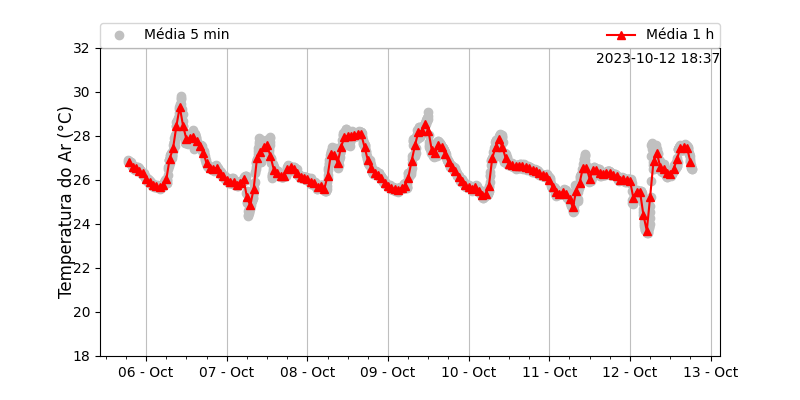 Média 5 min
Média 1 h
2023-10-12 18:37
Temperatura do Ar (°C)
32
30
28
26
24
22
20
18
06 - Oct
07 - Oct
08 - Oct
09 - Oct
10 - Oct
11 - Oct
12 - Oct
13 - Oct